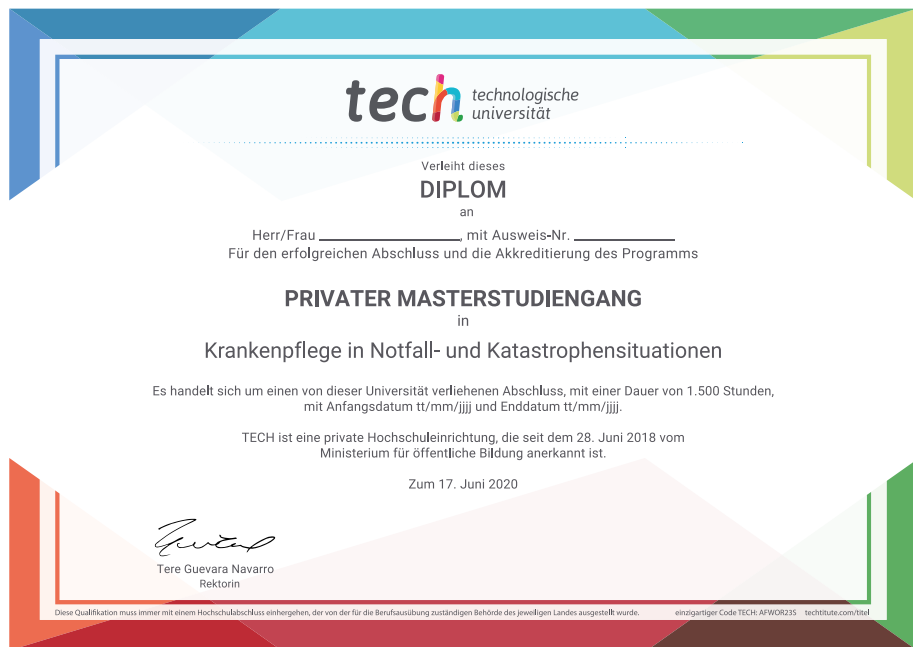 tech technologische
universität
Verleiht dieses
DIPLOM
an
Herr/Frau ____________, mit Ausweis-Nr. ____________
Für den erfolgreichen Abschluss und die Akkreditierung des Programms
PRIVATER MASTERSTUDIENGANG
in
Krankenpflege in Notfall- und Katastrophensituationen
Es handelt sich um einen von dieser Universität verliehenen Abschluss, mit einer Dauer von 1.500 Stunden,
mit Anfangsdatum tt/mm/jjjj und Enddatum tt/mm/jjjj.
TECH ist eine private Hochschuleinrichtung, die seit dem 28. Juni 2018 vom
Ministerium für öffentliche Bildung anerkannt ist.
Zum 17. Juni 2020
Tere Guevara Navarro
Rektorin
Diese Qualifikation muss immer mit einem Hochschulabschluss einhergehen, der von der für die Berufsausübung zuständigen Behörde des jeweiligen Landes ausgestellt wurde. einzigartiger Code TECH: AFWOR23S techtitute.com/titel